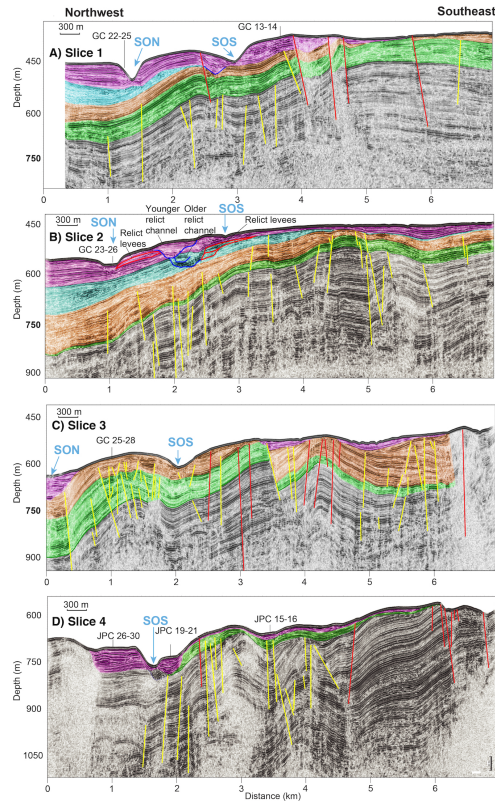 Northwest
Southeast
300 m
GC 22-25
SON
SOS
GC 13-14
A) Slice 1
Depth (m)
450
600
750
0
1
2
3
4
5
6
300 m
SON
Younger relict channel
Older relict channel
SOS
B) Slice 2
GC 23-26
Relict levees
Relict levees
Depth (m)
450
600
750
900
0
1
2
3
4
5
6
300 m
C) Slice 3
GC 25-28
SON
SOS
Depth (m)
450
600
750
900
0
1
2
3
4
5
6
300 m
D) Slice 4
SOS
JPC 26-30
JPC 19-21
JPC 15-16
Depth (m)
600
750
900
1050
0
1
2
3
4
5
6
Distance (km)